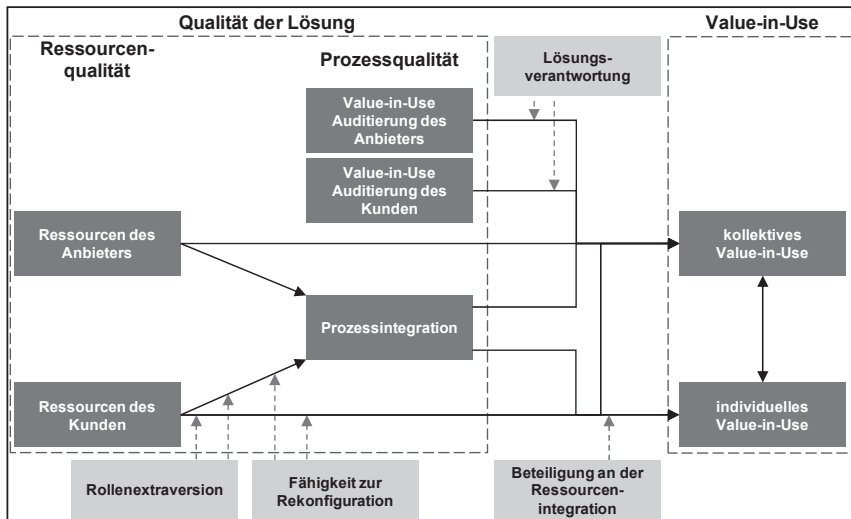 Qualität der Lösung
Value-in-Use
Ressourcen-
qualität
Prozessqualität
Lösungs-
verantwortung
Value-in-Use
Auditierung des
Anbieters
Value-in-Use
Auditierung des
Kunden
Ressourcen des
Anbieters
kollektives
Value-in-Use
Prozessintegration
Ressourcen des
Kunden
individuelles
Value-in-Use
Rollenextraversion
Fähigkeit zur
Rekonfiguration
Beteiligung an der
Ressourcen-
integration